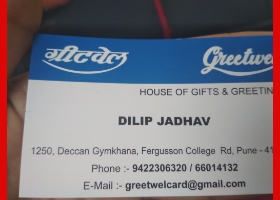 ग्रीटवेल Greetwe
HOUSE OF GIFTS & GREETIN
DILIP JADHAV
1250, Deccan Gymkhana, Fergusson College Rd, Pune - 41
Phone :- 9422306320 / 66014132
E-Mail :- greetwelcard@gmail.com